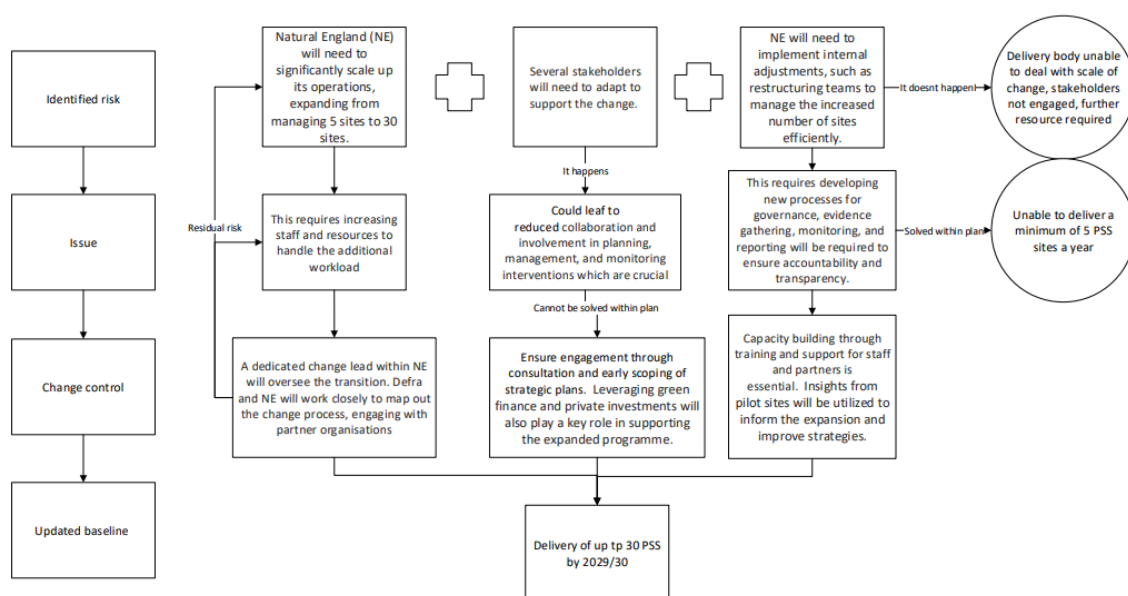 Identified risk
Issue
Change control
Updated baseline
Residual risk
Natural England (NE)
will need to
significantly scale up
its operations,
expanding from
managing 5 sites to 30
sites.
This requires increasing
staff and resources to
handle the additional
workload
A dedicated change lead within NE
will oversee the transition. Defra
and NE will work closely to map out
the change process, engaging with
partner organisations
Several stakeholders
will need to adapt to
support the change.
It happens
Could leaf to
reduced collaboration and
involvement in planning,
management, and
monitoring interventions
which are crucial
Cannot be solved within plan
Ensure engagement through
consultation and early scoping of
strategic plans. Leveraging green
finance and private investments will
also play a key role in supporting
the expanded programme.
NE will need to
implement internal
adjustments, such as
restructuring teams to
manage the increased
number of sites
efficiently.
It doesnt happen
This requires developing
new processes for
governance, evidence
gathering, monitoring, and
reporting will be required to
ensure accountability and
transparency.
Solved within plan
Capacity building through
training and support for staff
and partners is
essential. Insights from
pilot sites will be utilized to
inform the expansion and
improve strategies.
Delivery body unable
to deal with scale of
change, stakeholders
not engaged, further
resource required
Unable to deliver a
minimum of 5 PSS
sites a year
Delivery of up tp 30 PSS
by 2029/30